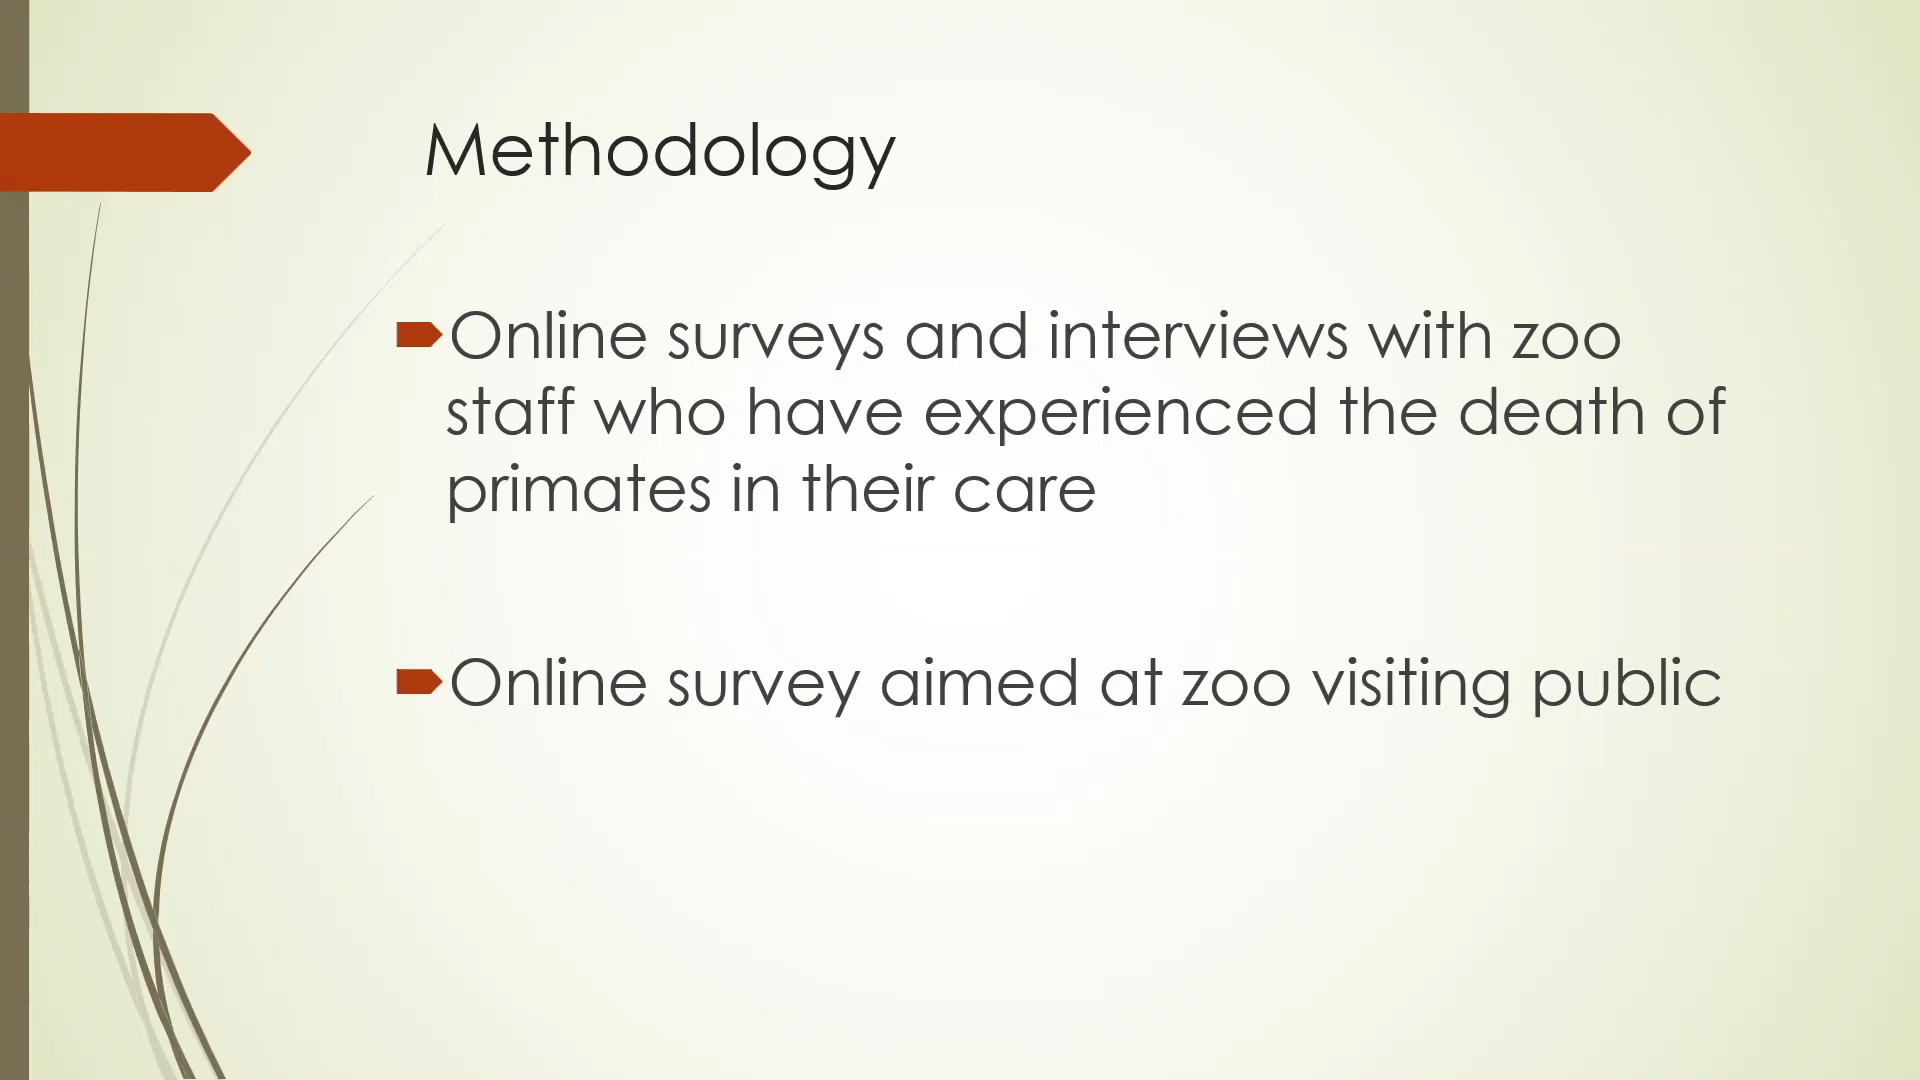 Methodology
Online surveys and interviews with zoo
staff who have experienced the death of
primates in their care
Online survey aimed at zoo visiting public